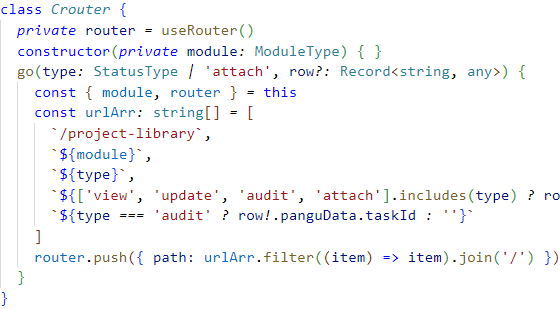 class Crouter {
  private router = useRouter()
  constructor(private module: ModuleType) { }
  go(type: StatusType | 'attach', row?: Record<string, any>) {
    const { module, router } = this
    const urlArr: string[] = [
      `/project-library`,
      `${module}`,
      `${type}`,
      `${['view', 'update', 'audit', 'attach'].includes(type) ? ro
      `${type === 'audit' ? row!.panguData.taskId : ''}`
    ]
    router.push({ path: urlArr.filter((item) => item).join('/') })
  }
}